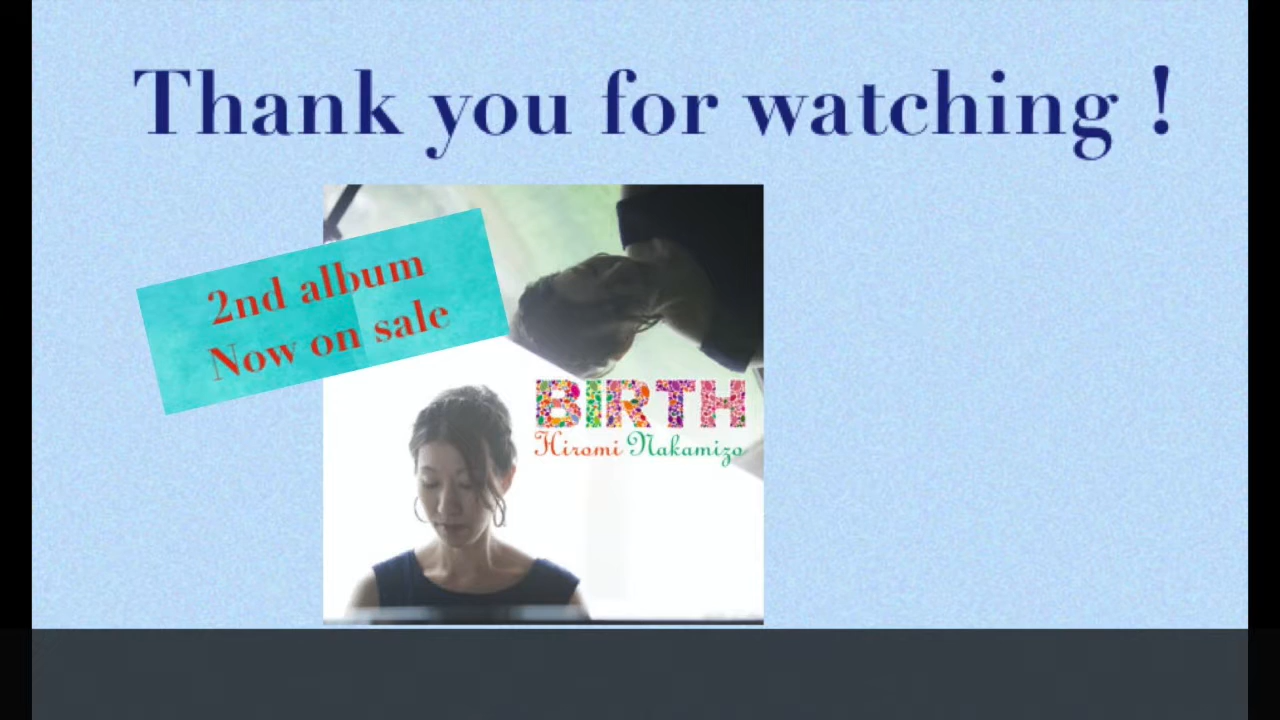 Thank you for watching !
2nd album
Now on sale
BIRTH
Hiromi Nakamizo